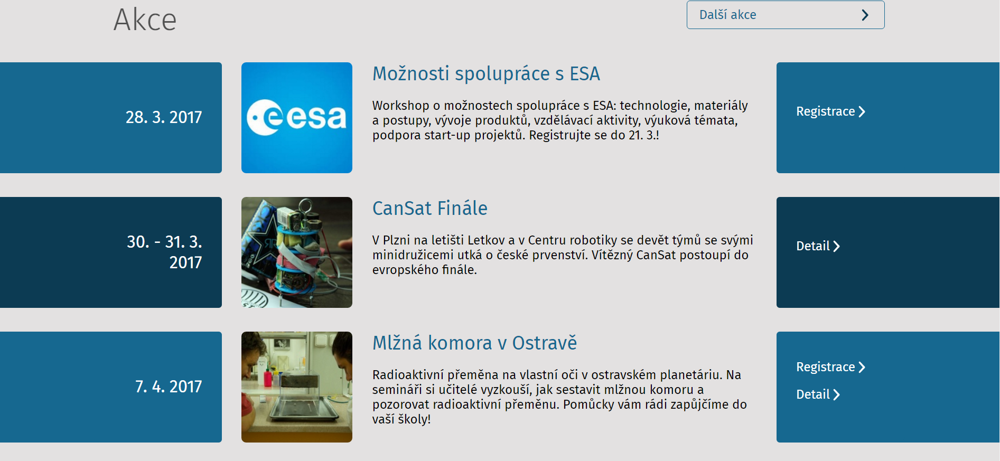 Akce
Další akce
28. 3. 2017
esa
Možnosti spolupráce s ESA
Workshop o možnostech spolupráce s ESA: technologie, materiály
a postupy, vývoje produktů, vzdělávací aktivity, výuková témata,
podpora start-up projektů. Registrujte se do 21. 3.!
Registrace
30. - 31. 3.
2017
CanSat Finále
V Plzni na letišti Letkov a v Centru robotiky se devět týmů se svými
minidružicemi utká o české prvenství. Vítězný CanSat postoupí do
evropského finále.
Detail
7. 4. 2017
Mlžná komora v Ostravě
Radioaktivní přeměna na vlastní oči v ostravském planetáriu. Na
semináři si učitelé vyzkouší, jak sestavit mlžnou komoru a
pozorovat radioaktivní přeměnu. Pomůcky vám rádi zapůjčíme do
vaší školy!
Registrace
Detail